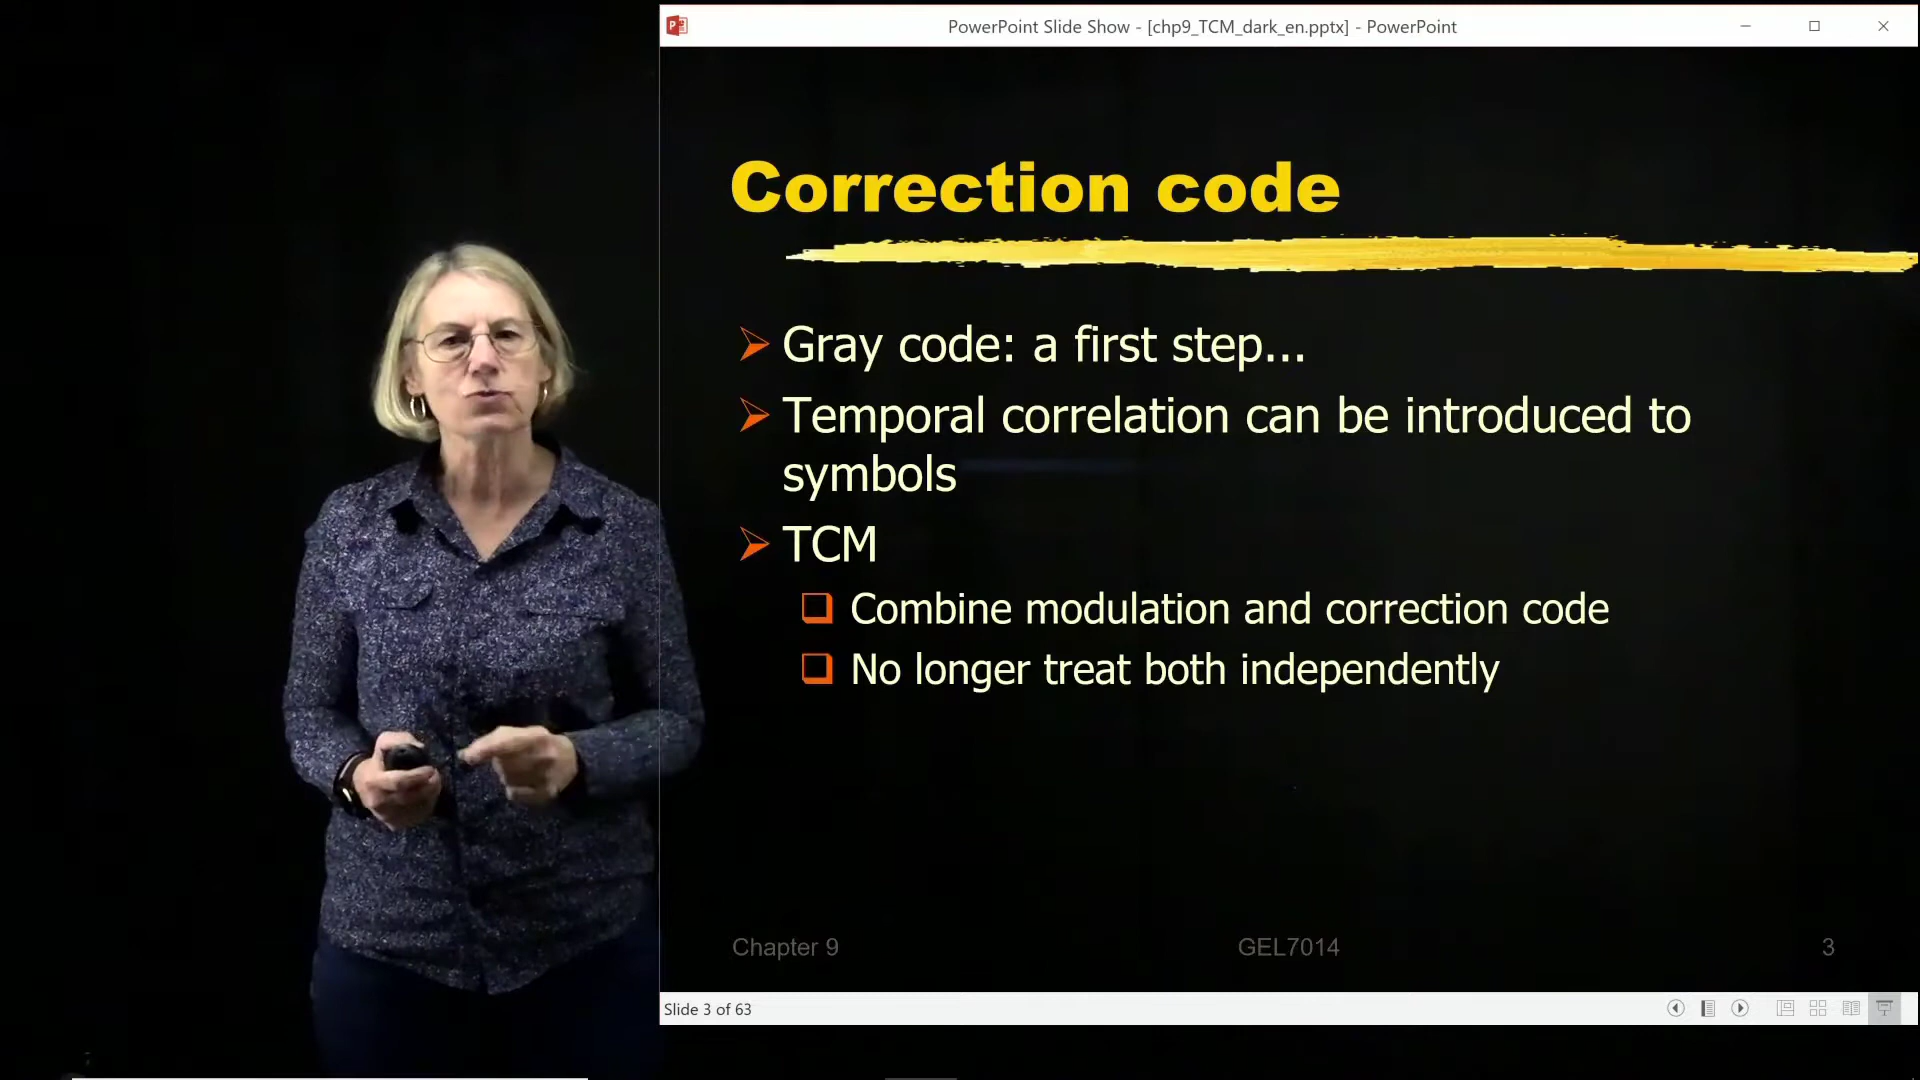 PowerPoint Slide Show - [chp9_TCM_dark_en.pptx] - PowerPoint
Correction code
Gray code: a first step...
Temporal correlation can be introduced to
symbols
TCM
Combine modulation and correction code
No longer treat both independently
Chapter 9
GEL7014
3
Slide 3 of 63